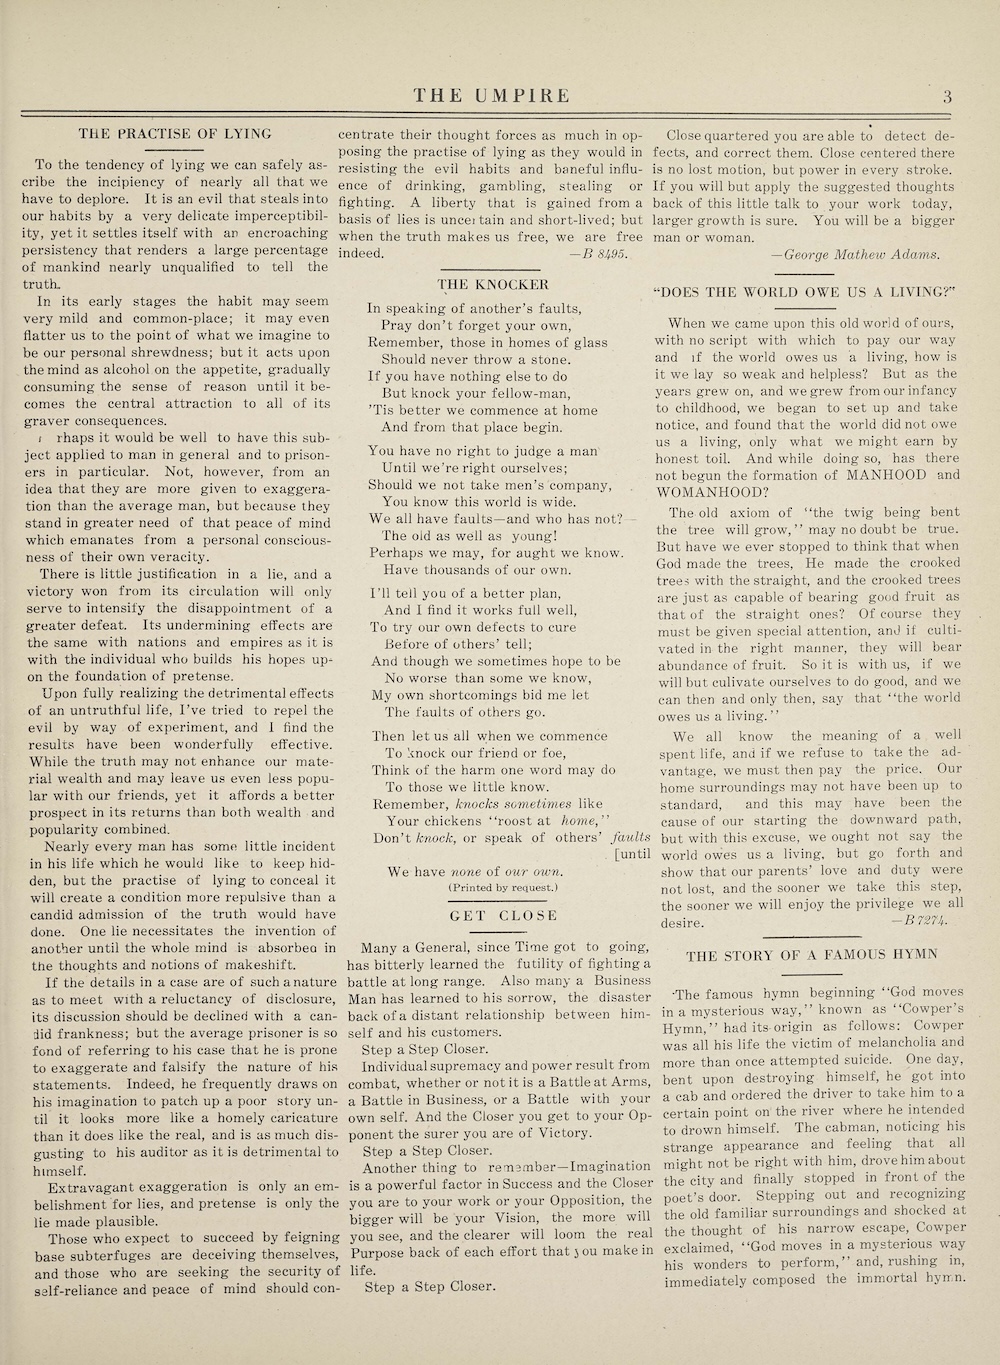 THE UMPIRE
3
THE PRACTISE OF LYING
To the tendency of lying we can safely as-
cribe the incipiency of nearly all that we
have to deplore. It is an evil that steals into
our habits by a very delicate imperceptibil-
ity, yet it settles itself with an encroaching
persistency that renders a large percentage
of mankind nearly unqualified to tell the
truth.
In its early stages the habit may seem
very mild and common-place; it may even
flatter us to the point of what we imagine to
be our personal shrewdness; but it acts upon
the mind as alcohol on the appetite, gradually
consuming the sense of reason until it be-
comes the central attraction to all of its
graver consequences.
rhaps it would be well to have this sub-
ject applied to man in general and to prison-
ers in particular. Not, however, from an
idea that they are more given to exaggera-
tion than the average man, but because they
stand in greater need of that peace of mind
which emanates from a personal conscious-
ness of their own veracity.
There is little justification in a lie, and a
victory won from its circulation will only
serve to intensify the disappointment of a
greater defeat. Its undermining effects are
the same with nations and empires as it is
with the individual who builds his hopes up-
on the foundation of pretense.
Upon fully realizing the detrimental effects
of an untruthful life, I've tried to repel the
evil by way of experiment, and I find the
results have been wonderfully effective.
While the truth may not enhance our mate-
rial wealth and may leave us even less popu-
lar with our friends, yet it affords a better
prospect in its returns than both wealth and
popularity combined.
Nearly every man has some little incident
in his life which he would like to keep hid-
den, but the practise of lying to conceal it
will create a condition more repulsive than a
candid admission of the truth would have
done. One lie necessitates the invention of
another until the whole mind is absorbed in
the thoughts and notions of makeshift.
If the details in a case are of such a nature
as to meet with a reluctancy of disclosure,
its discussion should be declined with a can-
did frankness; but the average prisoner is so
fond of referring to his case that he is prone
to exaggerate and falsify the nature of his
statements. Indeed, he frequently draws on
his imagination to patch up a poor story un-
til it looks more like a homely caricature
than it does like the real, and is as much dis-
gusting to his auditor as it is detrimental to
himself.
Extravagant exaggeration is only an em-
belishment for lies, and pretense is only the
lie made plausible.
Those who expect to succeed by feigning
base subterfuges are deceiving themselves,
and those who are seeking the security of
self-reliance and peace of mind should con-
centrate their thought forces as much in op-
posing the practise of lying as they would in
resisting the evil habits and baneful influ-
ence of drinking, gambling, stealing or
fighting. A liberty that is gained from a
basis of lies is uncertain and short-lived; but
when the truth makes us free, we are free
indeed. —B 8495.
THE KNOCKER
In speaking of another's faults,
Pray don't forget your own,
Remember, those in homes of glass
Should never throw a stone.
If you have nothing else to do
But knock your fellow-man,
'Tis better we commence at home
And from that place begin.
You have no right to judge a man
Until we're right ourselves;
Should we not take men's company,
You know this world is wide.
We all have faults—and who has not?—
The old as well as young!
Perhaps we may, for aught we know.
Have thousands of our own.
I'll tell you of a better plan,
And I find it works full well,
To try our own defects to cure
Before of others' tell;
And though we sometimes hope to be
No worse than some we know,
My own shortcomings bid me let
The faults of others go.
Then let us all when we commence
To knock our friend or foe,
Think of the harm one word may do
To those we little know.
Remember, knocks sometimes like
Your chickens "roost at home,"
Don't knock, or speak of others' faults
[until
We have none of our own.
(Printed by request.)
GET CLOSE
Many a General, since Time got to going,
has bitterly learned the futility of fighting a
battle at long range. Also many a Business
Man has learned to his sorrow, the disaster
back of a distant relationship between him-
self and his customers.
Step a Step Closer.
Individual supremacy and power result from
combat, whether or not it is a Battle at Arms,
a Battle in Business, or a Battle with your
own self. And the Closer you get to your Op-
ponent the surer you are of Victory.
Step a Step Closer.
Another thing to remember—Imagination
is a powerful factor in Success and the Closer
you are to your work or your Opposition, the
bigger will be your Vision, the more will
you see, and the clearer will loom the real
Purpose back of each effort that you make in
life.
Step a Step Closer.
Close quartered you are able to detect de-
fects, and correct them. Close centered there
is no lost motion, but power in every stroke.
If you will but apply the suggested thoughts
back of this little talk to your work today,
larger growth is sure. You will be a bigger
man or woman.
—George Mathew Adams.
"DOES THE WORLD OWE US A LIVING?"
When we came upon this old world of ours,
with no script with which to pay our way
and if the world owes us a living, how is
it we lay so weak and helpless? But as the
years grew on, and we grew from our infancy
to childhood, we began to set up and take
notice, and found that the world did not owe
us a living, only what we might earn by
honest toil. And while doing so, has there
not begun the formation of MANHOOD and
WOMANHOOD?
The old axiom of "the twig being bent
the tree will grow," may no doubt be true.
But have we ever stopped to think that when
God made the trees, He made the crooked
trees with the straight, and the crooked trees
are just as capable of bearing good fruit as
that of the straight ones? Of course they
must be given special attention, and if culti-
vated in the right manner, they will bear
abundance of fruit. So it is with us, if we
will but culivate ourselves to do good, and we
can then and only then, say that "the world
owes us a living."
We all know the meaning of a well
spent life, and if we refuse to take the ad-
vantage, we must then pay the price. Our
home surroundings may not have been up to
standard, and this may have been the
cause of our starting the downward path,
but with this excuse, we ought not say the
world owes us a living, but go forth and
show that our parents' love and duty were
not lost, and the sooner we take this step,
the sooner we will enjoy the privilege we all
desire. —B 7274.
THE STORY OF A FAMOUS HYMN
The famous hymn beginning "God moves
in a mysterious way," known as "Cowper's
Hymn," had its origin as follows: Cowper
was all his life the victim of melancholia and
more than once attempted suicide. One day,
bent upon destroying himself, he got into
a cab and ordered the driver to take him to a
certain point on the river where he intended
to drown himself. The cabman, noticing his
strange appearance and feeling that all
might not be right with him, drove him about
the city and finally stopped in front of the
poet's door. Stepping out and recognizing
the old familiar surroundings and shocked at
the thought of his narrow escape, Cowper
exclaimed, "God moves in a mysterious way
his wonders to perform," and, rushing in,
immediately composed the immortal hymn.